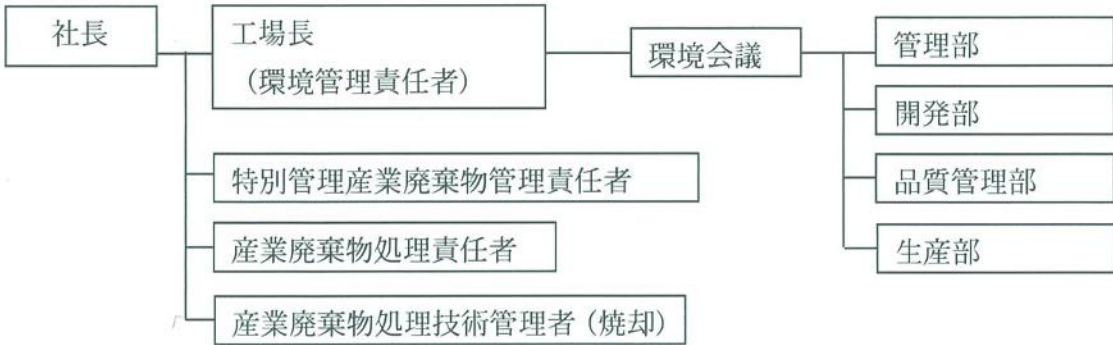 社長
工場長
（環境管理責任者）
環境会議
管理部
開発部
品質管理部
生産部
特別管理産業廃棄物管理責任者
産業廃棄物処理責任者
産業廃棄物処理技術管理者（焼却）